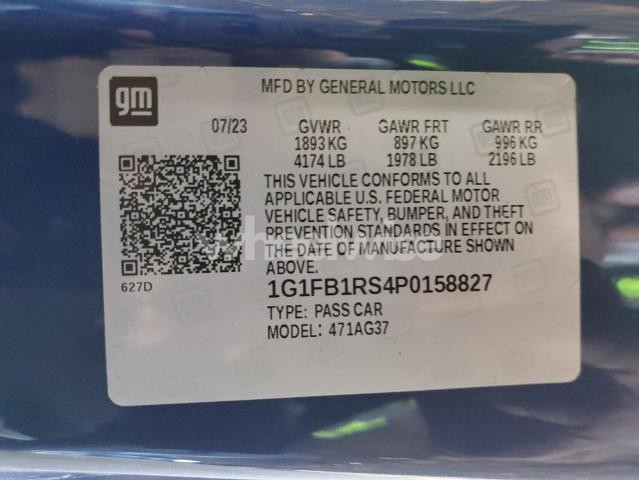 gm
MFD BY GENERAL MOTORS LLC
07/23 GVWR GAWR FRT GAWR RR
1893 KG 897 KG 996 KG
4174 LB 1978 LB 2196 LB
THIS VEHICLE CONFORMS TO ALL
APPLICABLE U.S. FEDERAL MOTOR
VEHICLE SAFETY, BUMPER, AND THEFT
PREVENTION STANDARDS IN EFFECT ON
THE DATE OF MANUFACTURE SHOWN
ABOVE.
627D
1G1FB1RS4P0158827
TYPE: PASS CAR
MODEL: 471AG37